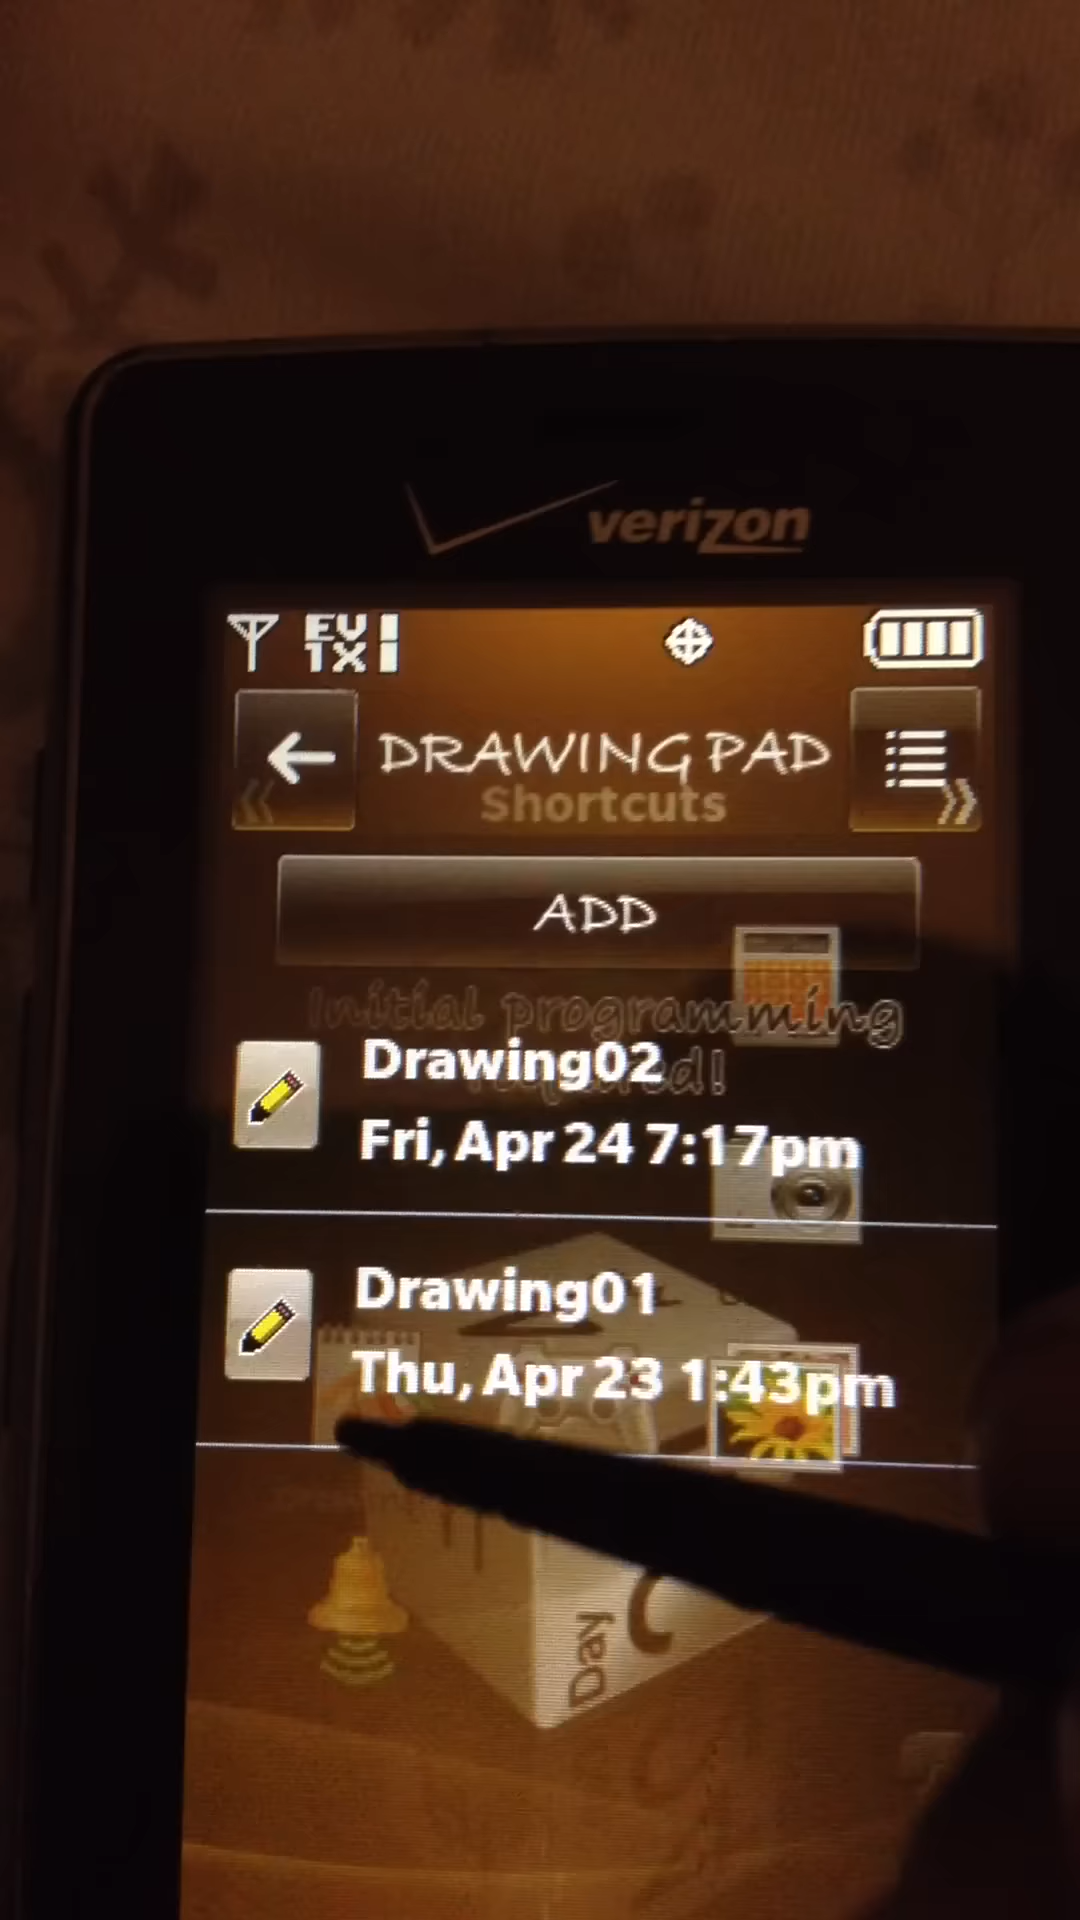 verizon
EV
1X
DRAWING PAD
Shortcuts
ADD
Initial programming
Drawing02
Fri, Apr 24 7:17pm
Drawing01
Thu, Apr 23 1:43pm
Day